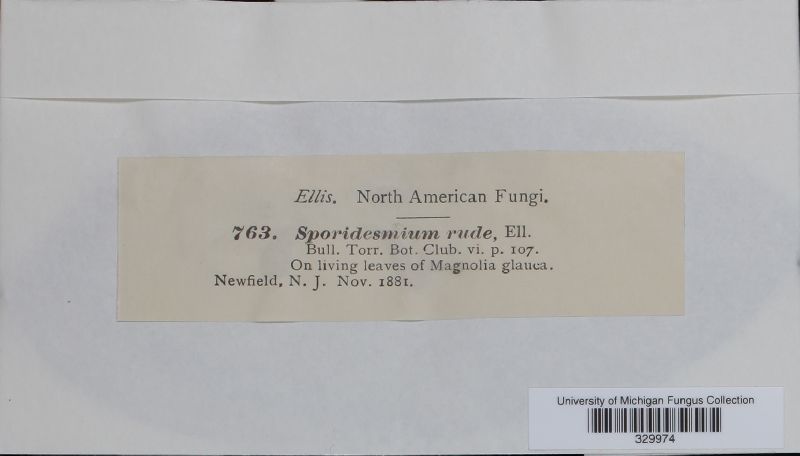 Ellis. North American Fungi.
763. Sporidesmium rude, Ell.
Bull. Torr. Bot. Club. vi. p. 107.
On living leaves of Magnolia glauca.
Newfield, N. J. Nov. 1881.
University of Michigan Fungus Collection
329974